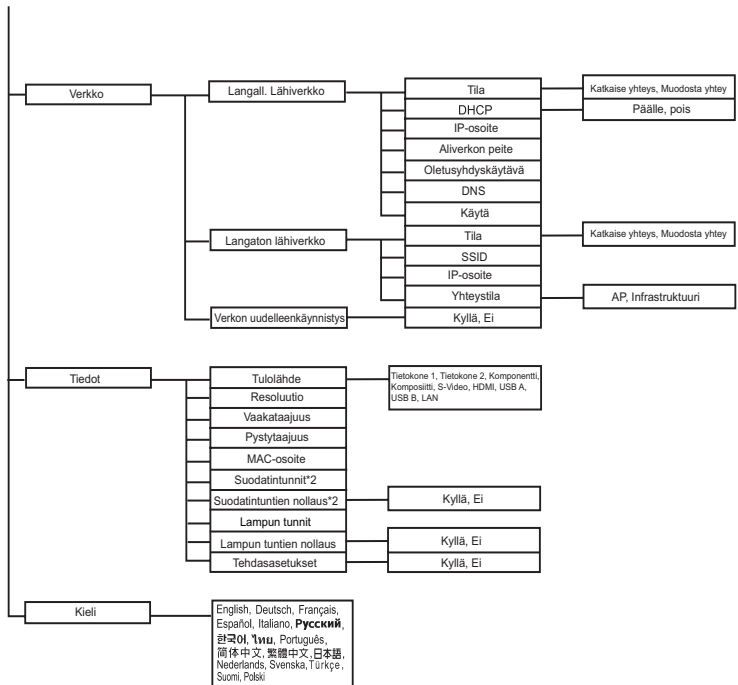 Verkko
Langall. Lähiverkko
Tila
Katkaise yhteys, Muodosta yhtey
DHCP
Päälle, pois
IP-osoite
Aliverkon peite
Oletusyhdyskäytävä
DNS
Käytä
Langaton lähiverkko
Tila
Katkaise yhteys, Muodosta yhtey
SSID
IP-osoite
Yhteystila
AP, Infrastruktuuri
Verkon uudelleenkäynnistys
Kyllä, Ei
Tiedot
Tulolähde
Tietokone 1, Tietokone 2, Komponentti,
Komposiitti, S-Video, HDMI, USB A,
USB B, LAN
Resoluutio
Vaakataajuus
Pystytaajuus
MAC-osoite
Suodatintunnit*2
Suodatintuntien nollaus*2
Kyllä, Ei
Lampun tunnit
Lampun tuntien nollaus
Kyllä, Ei
Tehdasasetukset
Kyllä, Ei
Kieli
English, Deutsch, Français,
Español, Italiano, Русский,
한국어, ไทย, Português,
简体中文, 繁體中文, 日本語,
Nederlands, Svenska, Türkçe,
Suomi, Polski